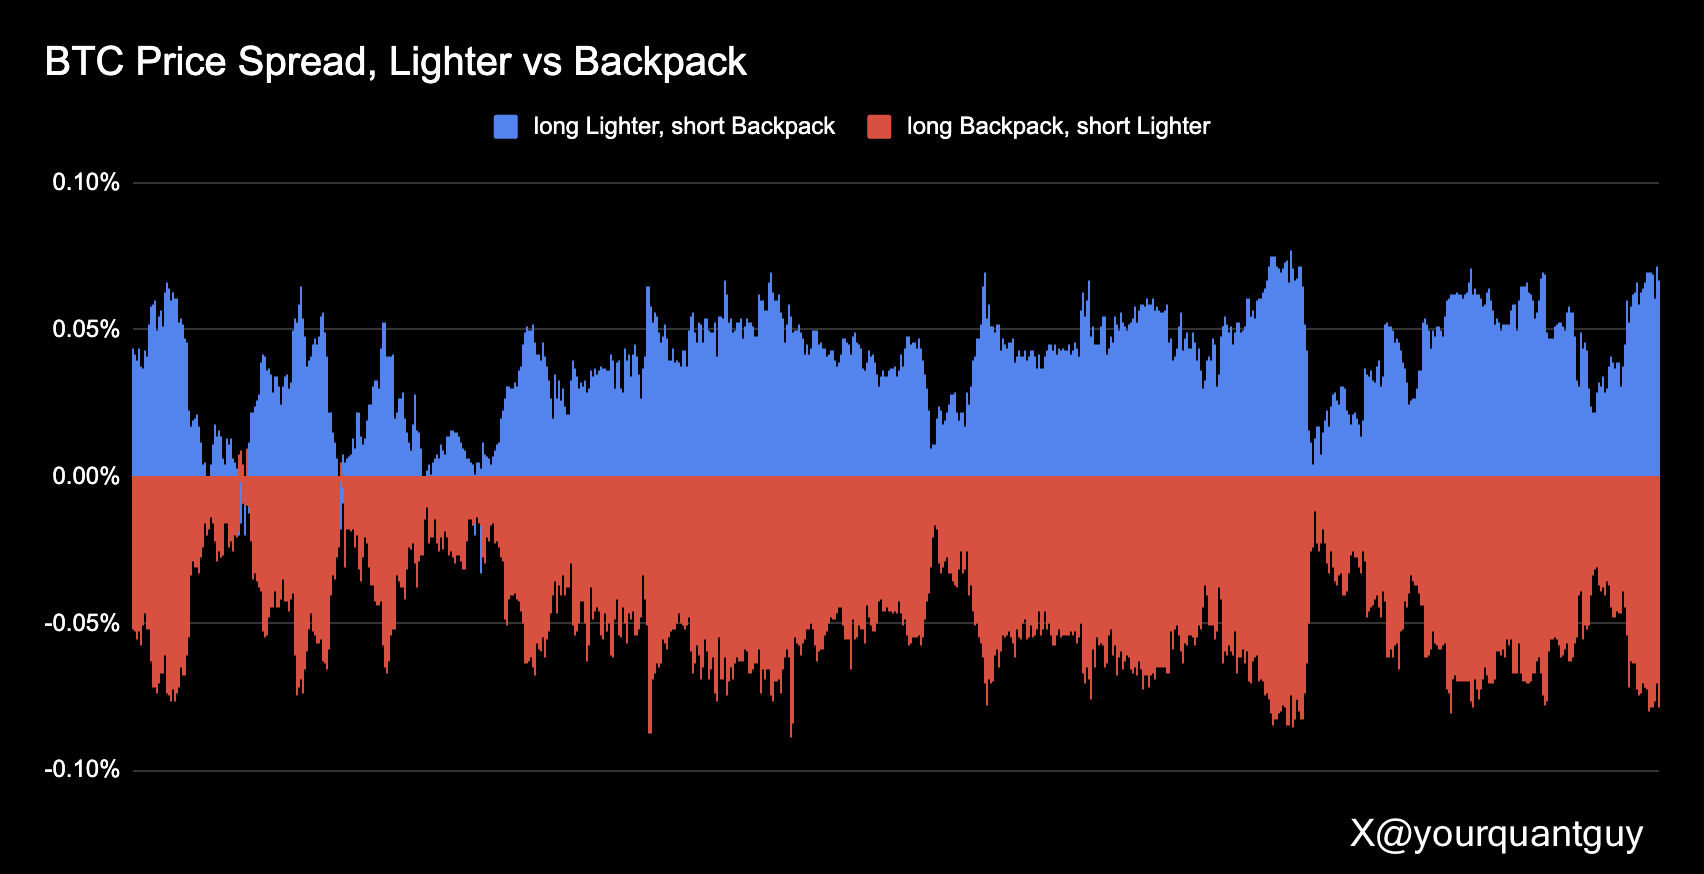 BTC Price Spread, Lighter vs Backpack
long Lighter, short Backpack
long Backpack, short Lighter
0.10%
0.05%
0.00%
-0.05%
-0.10%
X@yourquantguy